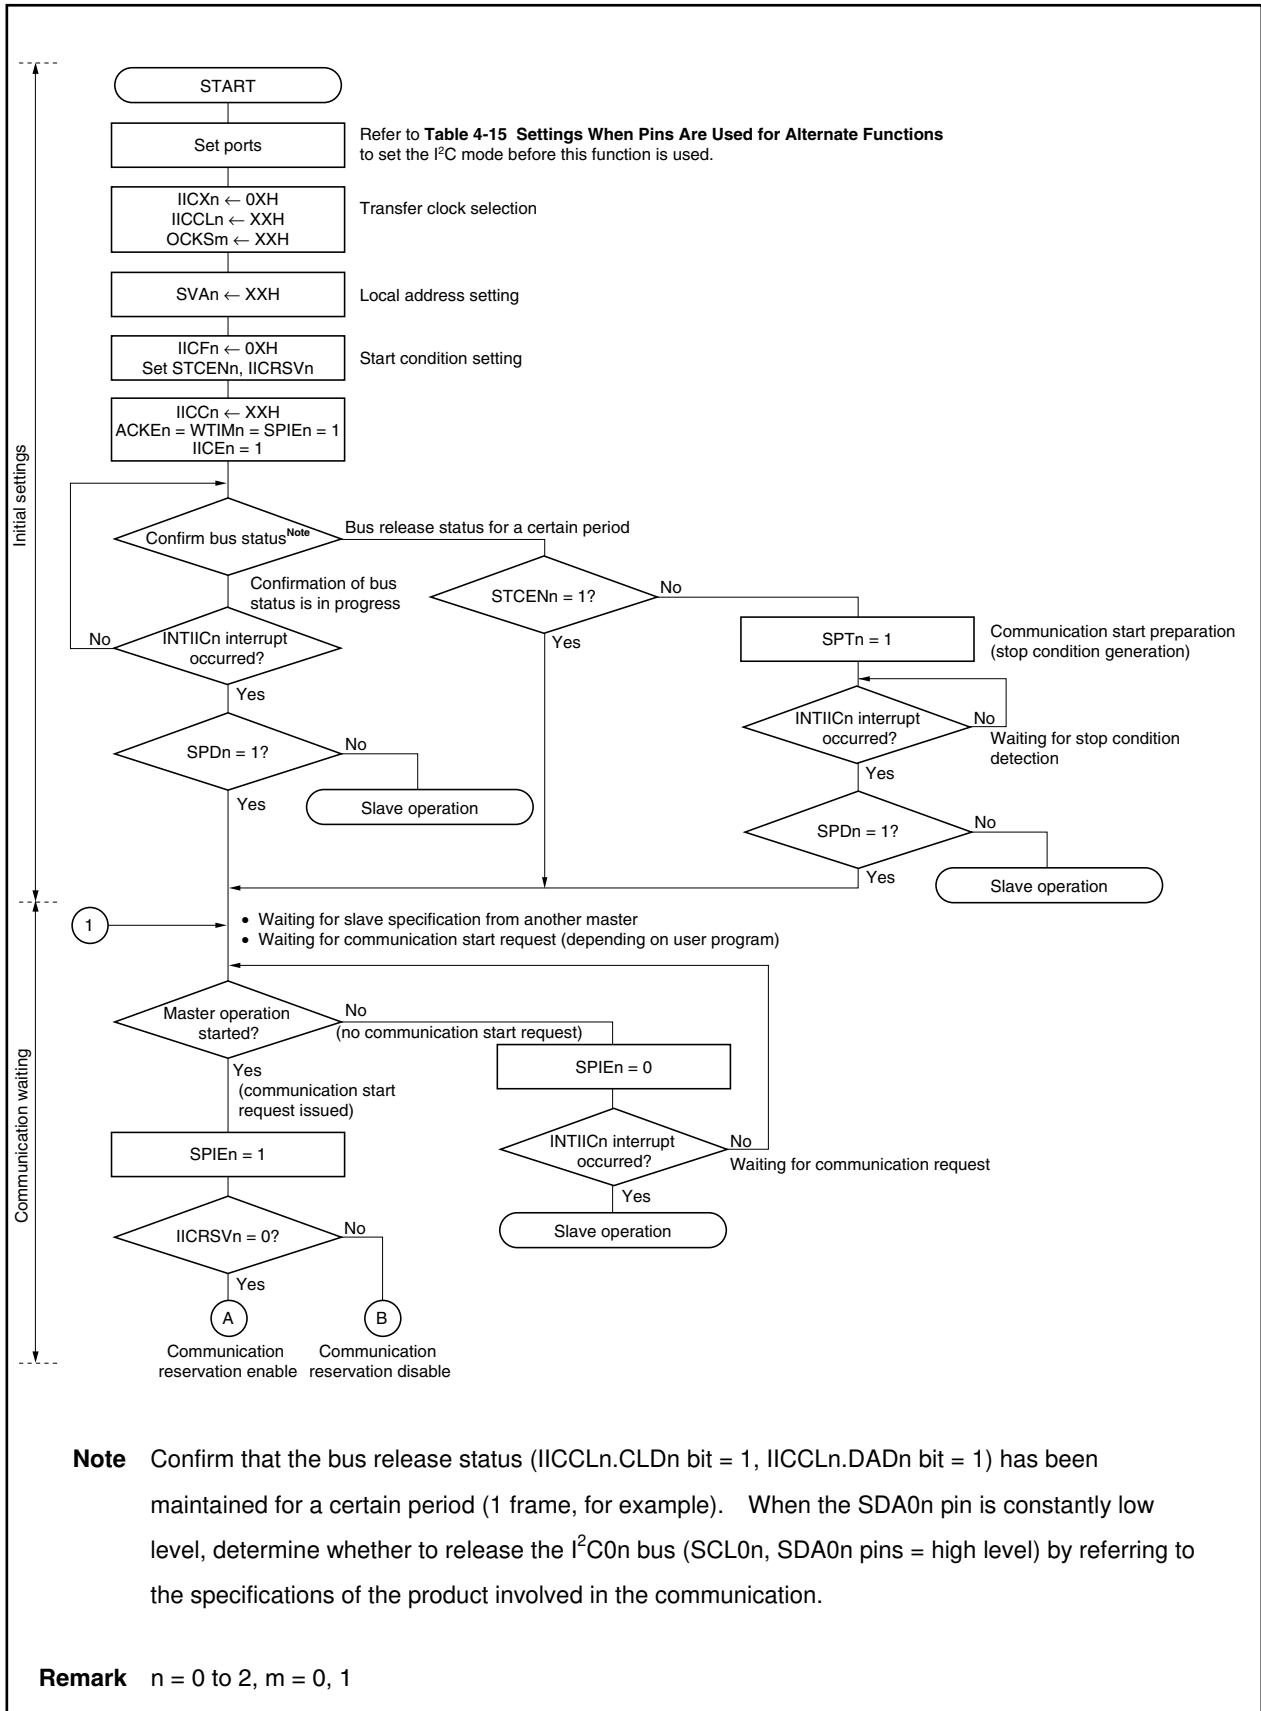 START
Set ports
Refer to Table 4-15 Settings When Pins Are Used for Alternate Functions
to set the I²C mode before this function is used.
IICXn ← 0XH
IICCLn ← XXH
OCKSm ← XXH
Transfer clock selection
SVAn ← XXH
Local address setting
IICFn ← 0XH
Set STCENn, IICRSVn
Start condition setting
IICCn ← XXH
ACKEn = WTIMn = SPIEn = 1
IICEn = 1
Initial settings
Confirm bus status Note
Bus release status for a certain period
Confirmation of bus
status is in progress
STCENn = 1?
No
Yes
SPTn = 1
Communication start preparation
(stop condition generation)
No
INTIICn interrupt
occurred?
Yes
INTIICn interrupt
occurred?
No
Waiting for stop condition
detection
Yes
SPDn = 1?
No
Slave operation
Yes
SPDn = 1?
No
Slave operation
Yes
1
• Waiting for slave specification from another master
• Waiting for communication start request (depending on user program)
Communication waiting
Master operation
started?
No
(no communication start request)
Yes
(communication start
request issued)
SPIEn = 0
INTIICn interrupt
occurred?
No
Waiting for communication request
Yes
Slave operation
SPIEn = 1
IICRSVn = 0?
No
Yes
A
B
Communication
reservation enable
Communication
reservation disable
Note Confirm that the bus release status (IICCLn.CLDn bit = 1, IICCLn.DADn bit = 1) has been
maintained for a certain period (1 frame, for example). When the SDA0n pin is constantly low
level, determine whether to release the I²C0n bus (SCL0n, SDA0n pins = high level) by referring to
the specifications of the product involved in the communication.
Remark n = 0 to 2, m = 0, 1